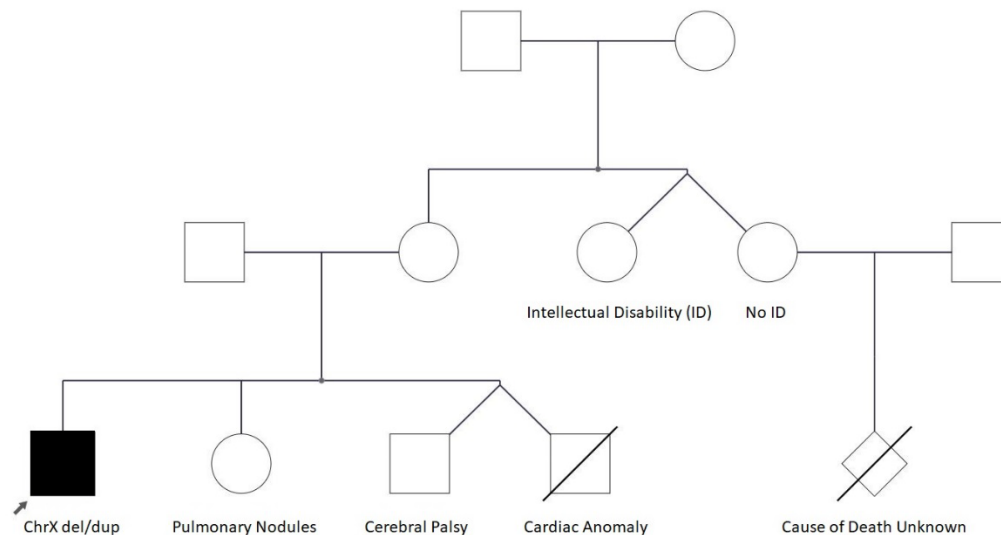 Intellectual Disability (ID)
No ID
ChrX del/dup
Pulmonary Nodules
Cerebral Palsy
Cardiac Anomaly
Cause of Death Unknown